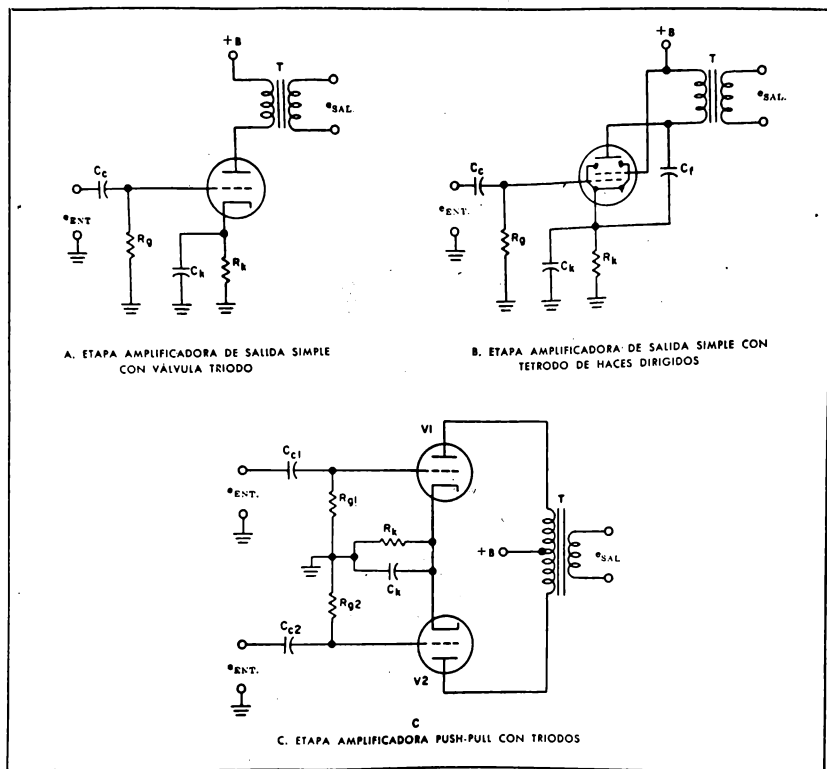 +B
T
eSAL.
Cc
eENT
Rg
Ck
Rk
A. ETAPA AMPLIFICADORA DE SALIDA SIMPLE
CON VÁLVULA TRIODO
+B
T
eSAL.
Cc
Cf
eENT.
Rg
Ck
Rk
B. ETAPA AMPLIFICADORA DE SALIDA SIMPLE CON
TETRODO DE HACES DIRIGIDOS
V1
Cc1
eENT.
Rg1
Rk
T
+B
eSAL
Ck
Rg2
Cc2
eENT.
V2
C
C. ETAPA AMPLIFICADORA PUSH-PULL CON TRIODOS